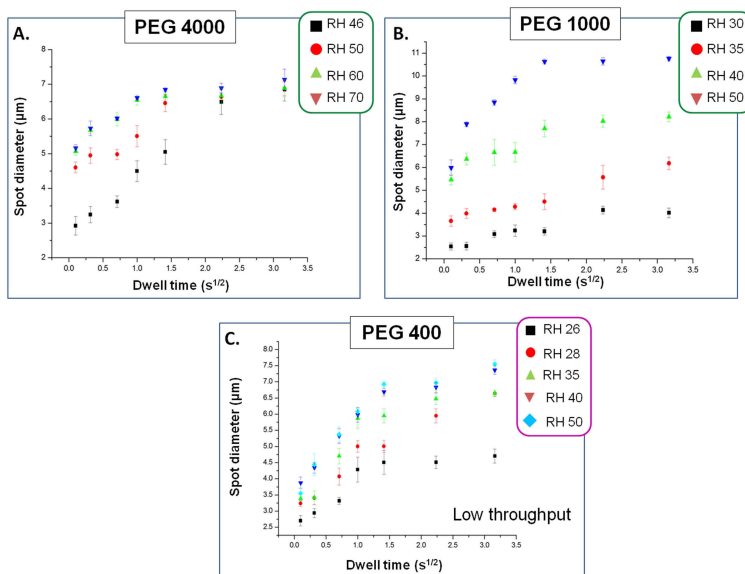 A.
PEG 4000
RH 46
RH 50
RH 60
RH 70
8
7
6
5
4
3
2
Spot diameter (µm)
0.0 0.5 1.0 1.5 2.0 2.5 3.0 3.5
Dwell time (s1/2)
B.
PEG 1000
RH 30
RH 35
RH 40
RH 50
11
10
9
8
7
6
5
4
3
2
Spot diameter (µm)
0.0 0.5 1.0 1.5 2.0 2.5 3.0 3.5
Dwell time (s1/2)
C.
PEG 400
RH 26
RH 28
RH 35
RH 40
RH 50
8.0
7.5
7.0
6.5
6.0
5.5
5.0
4.5
4.0
3.5
3.0
2.5
Spot diameter (µm)
Low throughput
0.0 0.5 1.0 1.5 2.0 2.5 3.0 3.5
Dwell time (s1/2)